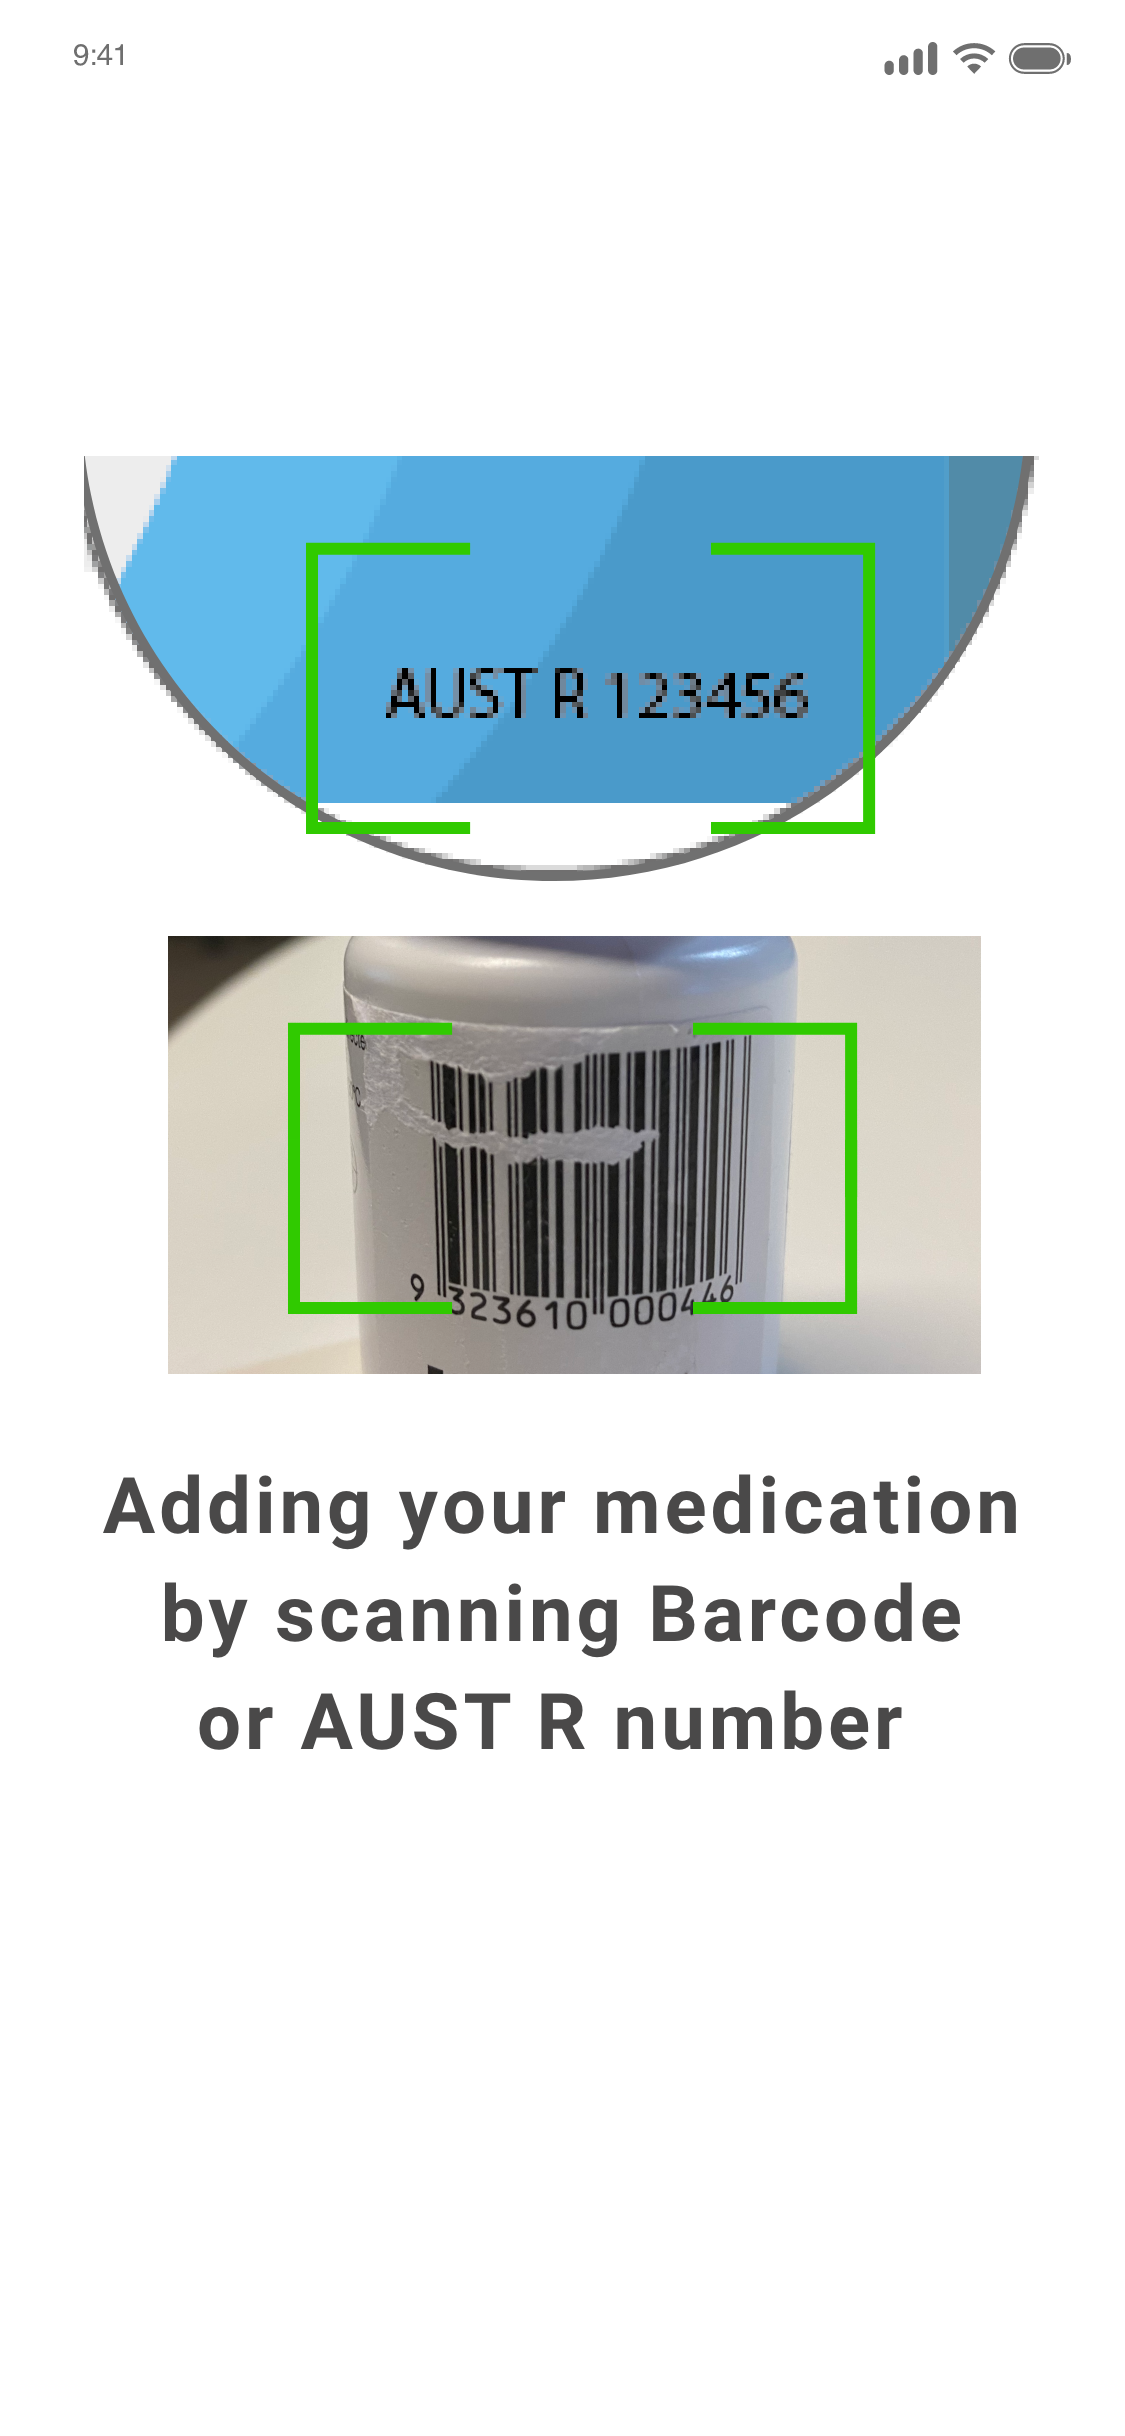 9:41
AUST R 123456
°C
9 323610 000446
Adding your medication
by scanning Barcode
or AUST R number